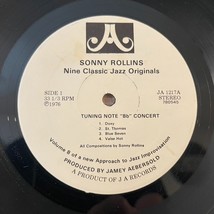 SONNY ROLLINS
Nine Classic Jazz Originals
SIDE 1
33 1/3 RPM
℗1976
JA 1217A
STEREO
780545
TUNING NOTE "Bb" CONCERT
1. Doxy
2. St. Thomas
3. Blue Seven
4. Valse Hot
All Compositions by Sonny Rollins
Volume 8 of a new Approach to Jazz Improvisation
PRODUCED BY JAMEY AEBERSOLD
A PRODUCT OF J A RECORDS